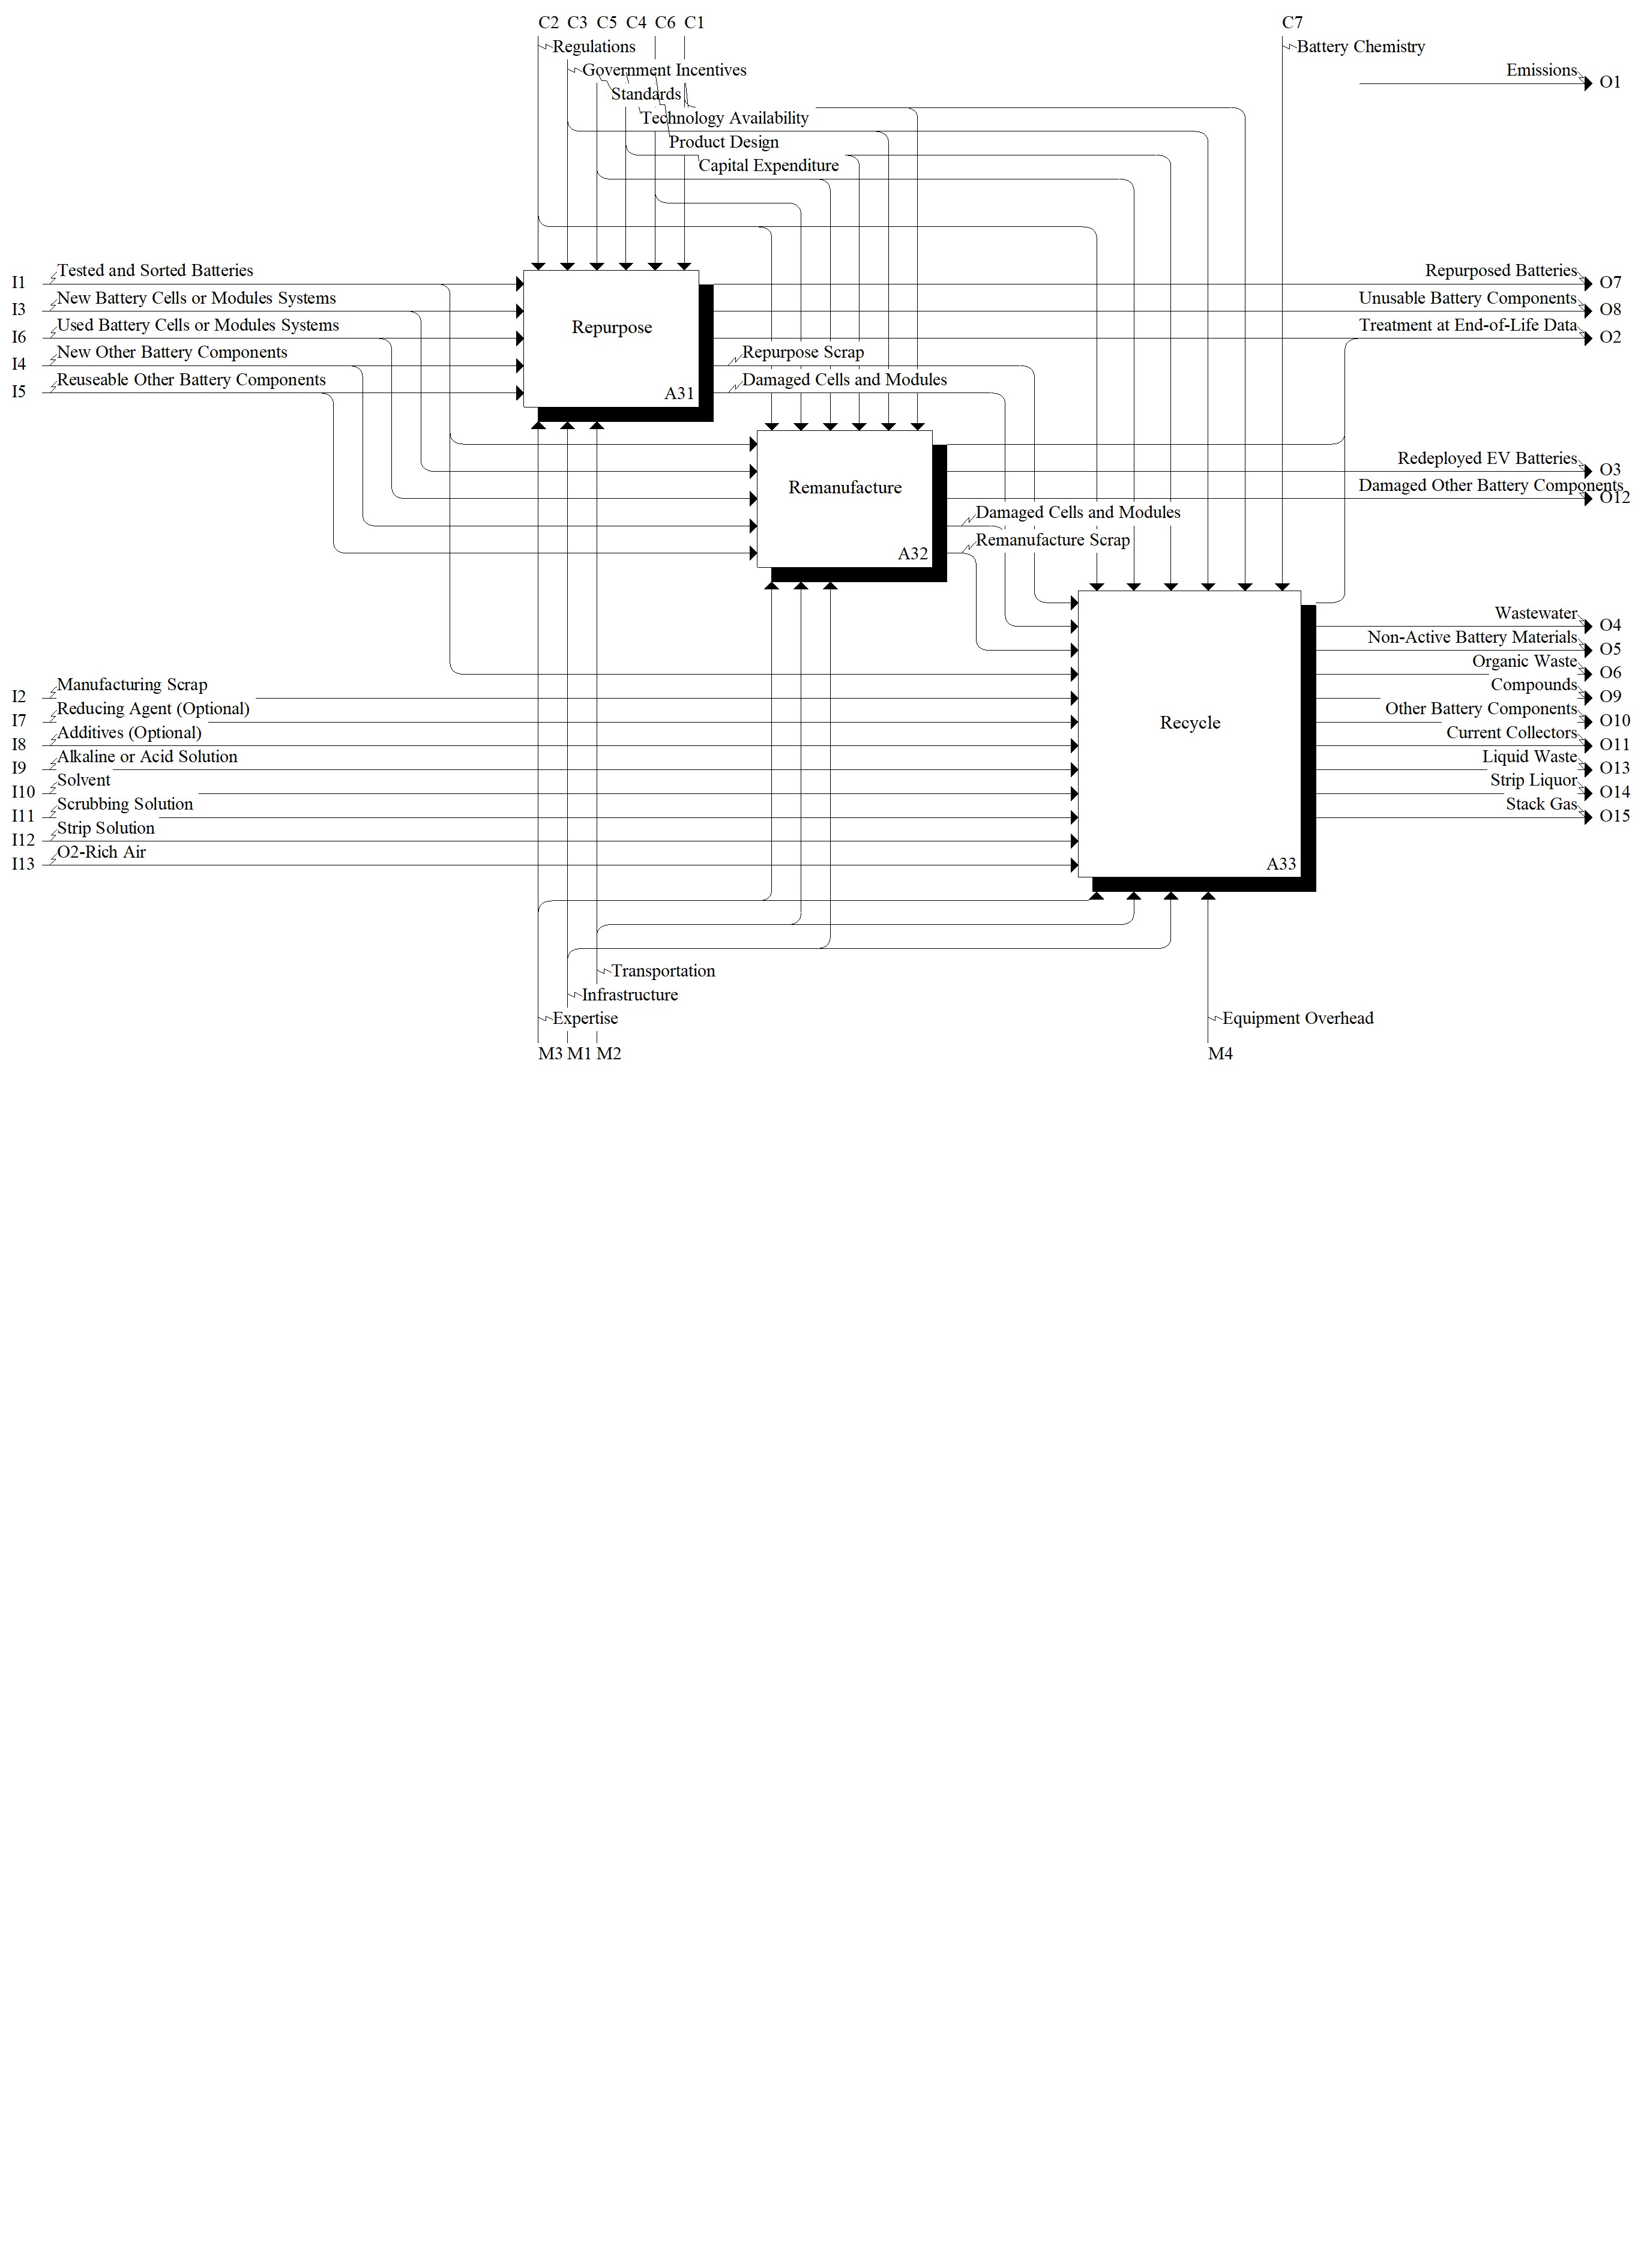 C2 C3 C5 C4 C6 C1 C7
Regulations
Battery Chemistry
Government Incentives
Emissions
O1
Standards
Technology Availability
Product Design
Capital Expenditure
I1
Tested and Sorted Batteries
Repurposed Batteries
O7
I3
New Battery Cells or Modules Systems
Unusable Battery Components
O8
I6
Used Battery Cells or Modules Systems
Repurpose
Treatment at End-of-Life Data
O2
I4
New Other Battery Components
Repurpose Scrap
I5
Reuseable Other Battery Components
A31
Damaged Cells and Modules
Redeployed EV Batteries
O3
Remanufacture
Damaged Other Battery Components
O12
Damaged Cells and Modules
Remanufacture Scrap
A32
Wastewater
O4
Non-Active Battery Materials
O5
Organic Waste
O6
I2
Manufacturing Scrap
Compounds
O9
I7
Reducing Agent (Optional)
Recycle
Other Battery Components
O10
I8
Additives (Optional)
Current Collectors
O11
I9
Alkaline or Acid Solution
Liquid Waste
O13
I10
Solvent
Strip Liquor
O14
I11
Scrubbing Solution
Stack Gas
O15
I12
Strip Solution
I13
O2-Rich Air
A33
Transportation
Infrastructure
Expertise
Equipment Overhead
M3 M1 M2 M4